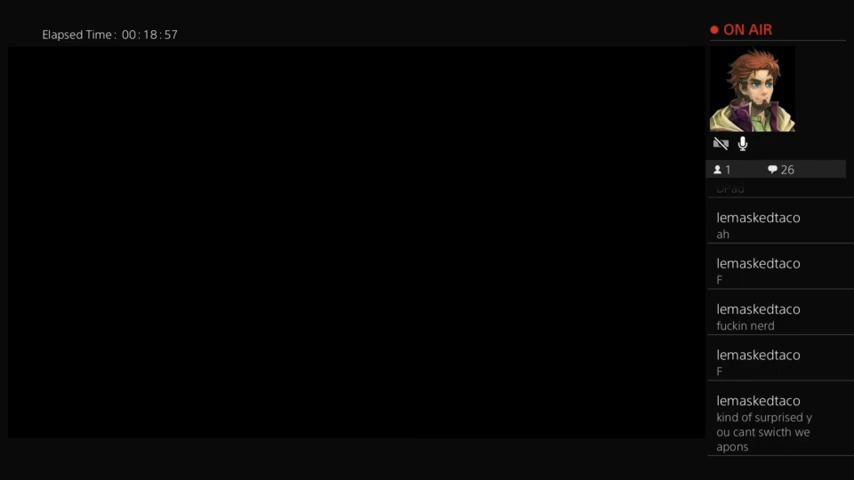 Elapsed Time: 00:18:57
ON AIR
1 26
DPad
lemaskedtaco
ah
lemaskedtaco
F
lemaskedtaco
fuckin nerd
lemaskedtaco
F
lemaskedtaco
kind of surprised y
ou cant swicth we
apons